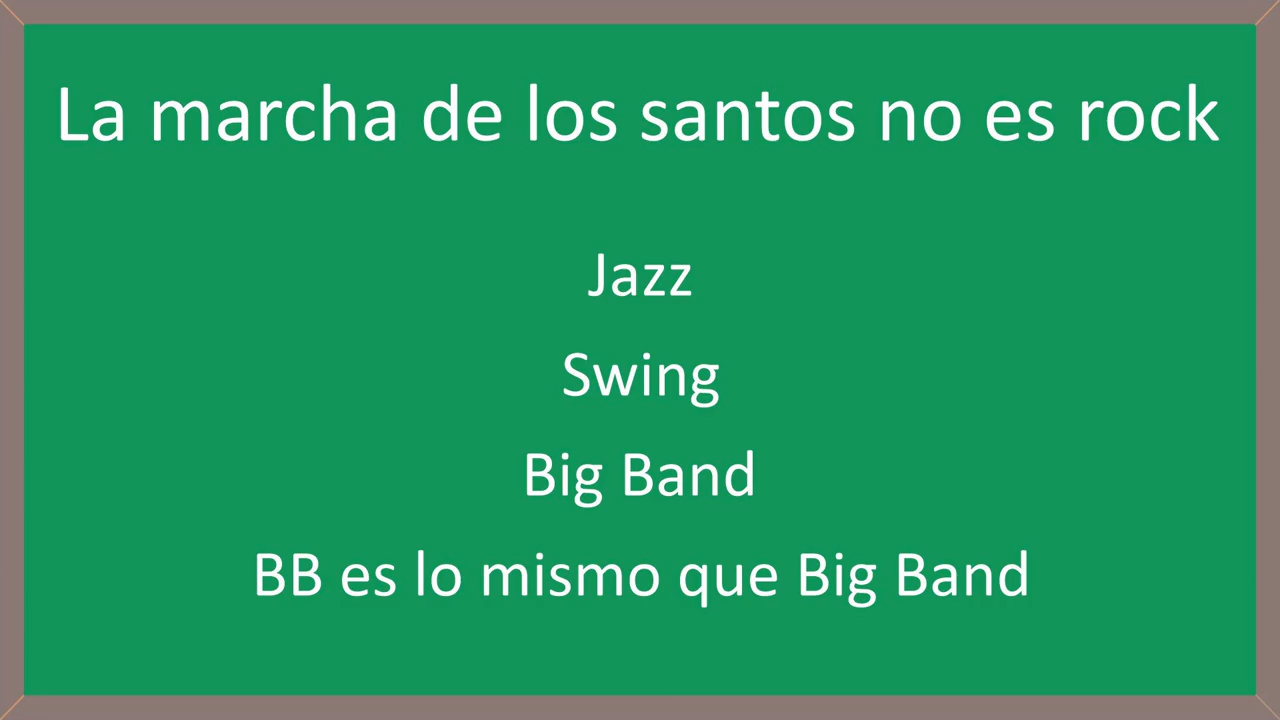 La marcha de los santos no es rock
Jazz
Swing
Big Band
BB es lo mismo que Big Band